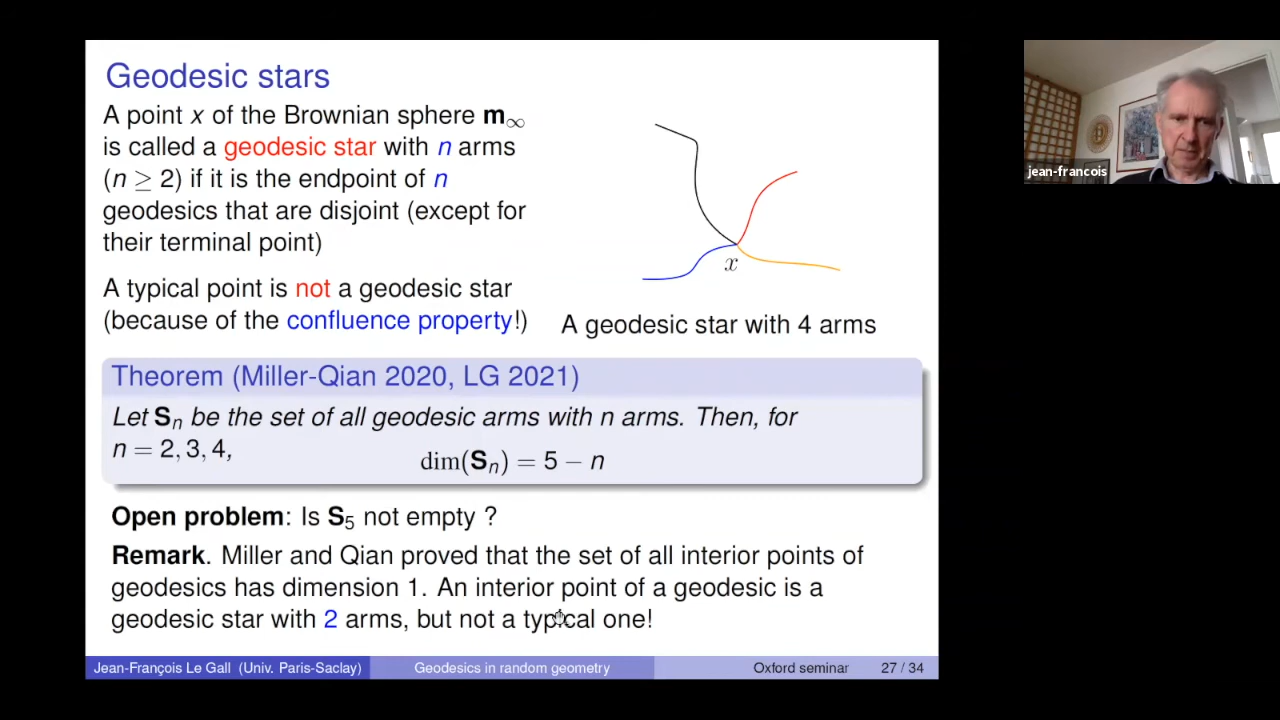 Geodesic stars
A point x of the Brownian sphere m∞
is called a geodesic star with n arms
(n ≥ 2) if it is the endpoint of n
geodesics that are disjoint (except for
their terminal point)
A typical point is not a geodesic star
(because of the confluence property!)
x
A geodesic star with 4 arms
Theorem (Miller-Qian 2020, LG 2021)
Let Sn be the set of all geodesic arms with n arms. Then, for
n = 2, 3, 4,
dim(Sn) = 5 − n
Open problem: Is S5 not empty ?
Remark. Miller and Qian proved that the set of all interior points of
geodesics has dimension 1. An interior point of a geodesic is a
geodesic star with 2 arms, but not a typical one!
Jean-François Le Gall (Univ. Paris-Saclay)
Geodesics in random geometry
Oxford seminar
27 / 34
jean-francois